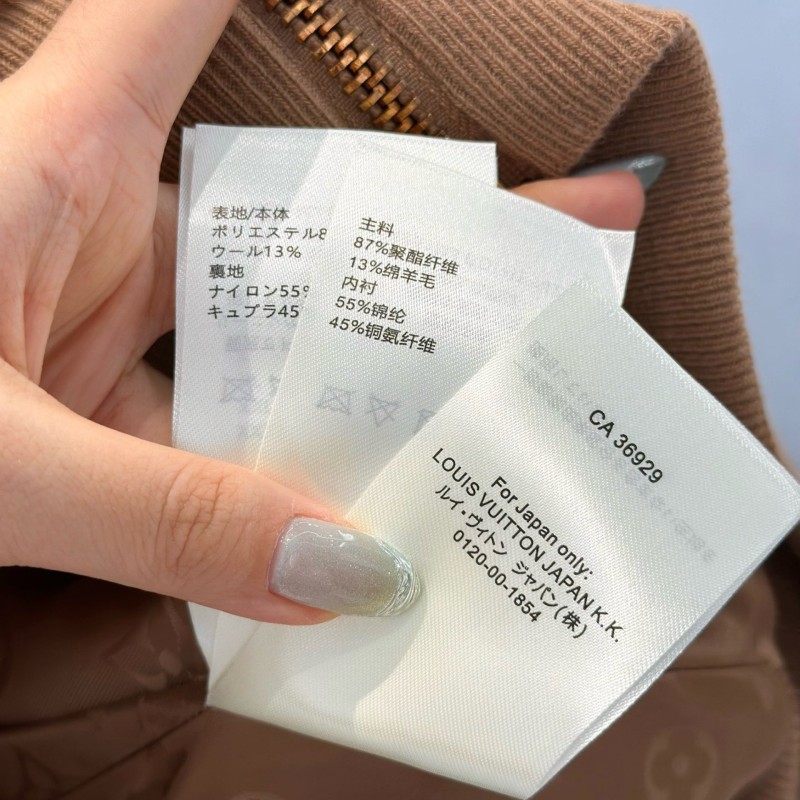 表地/本体
ポリエステル8
ウール13%
裏地
ナイロン55%
キュプラ45
主料
87%聚酯纤维
13%绵羊毛
内衬
55%锦纶
45%铜氨纤维
CA 36929
For Japan only:
LOUIS VUITTON JAPAN K.K.
ルイ・ヴィトン ジャパン(株)
0120-00-1854